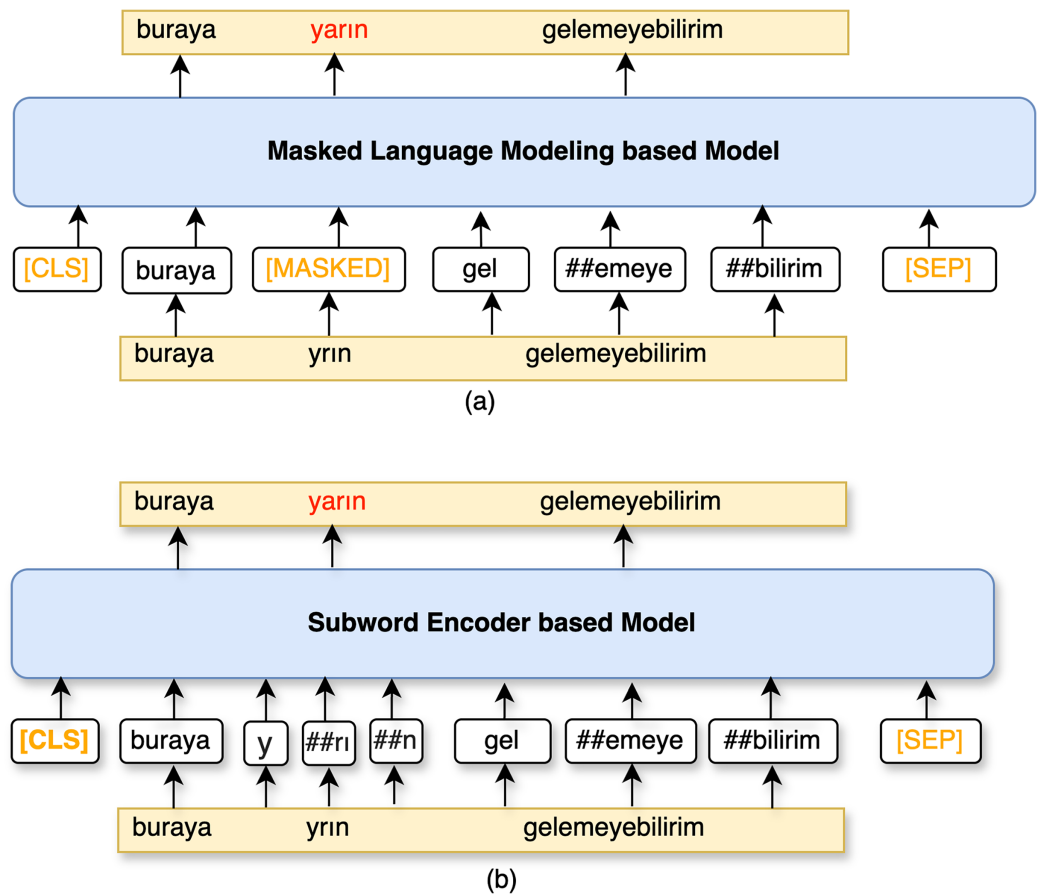 buraya yarın gelemeyebilirim
Masked Language Modeling based Model
[CLS] buraya [MASKED] gel ##emeye ##bilirim [SEP]
buraya yrın gelemeyebilirim
(a)
buraya yarın gelemeyebilirim
Subword Encoder based Model
[CLS] buraya y ##rı ##n gel ##emeye ##bilirim [SEP]
buraya yrın gelemeyebilirim
(b)